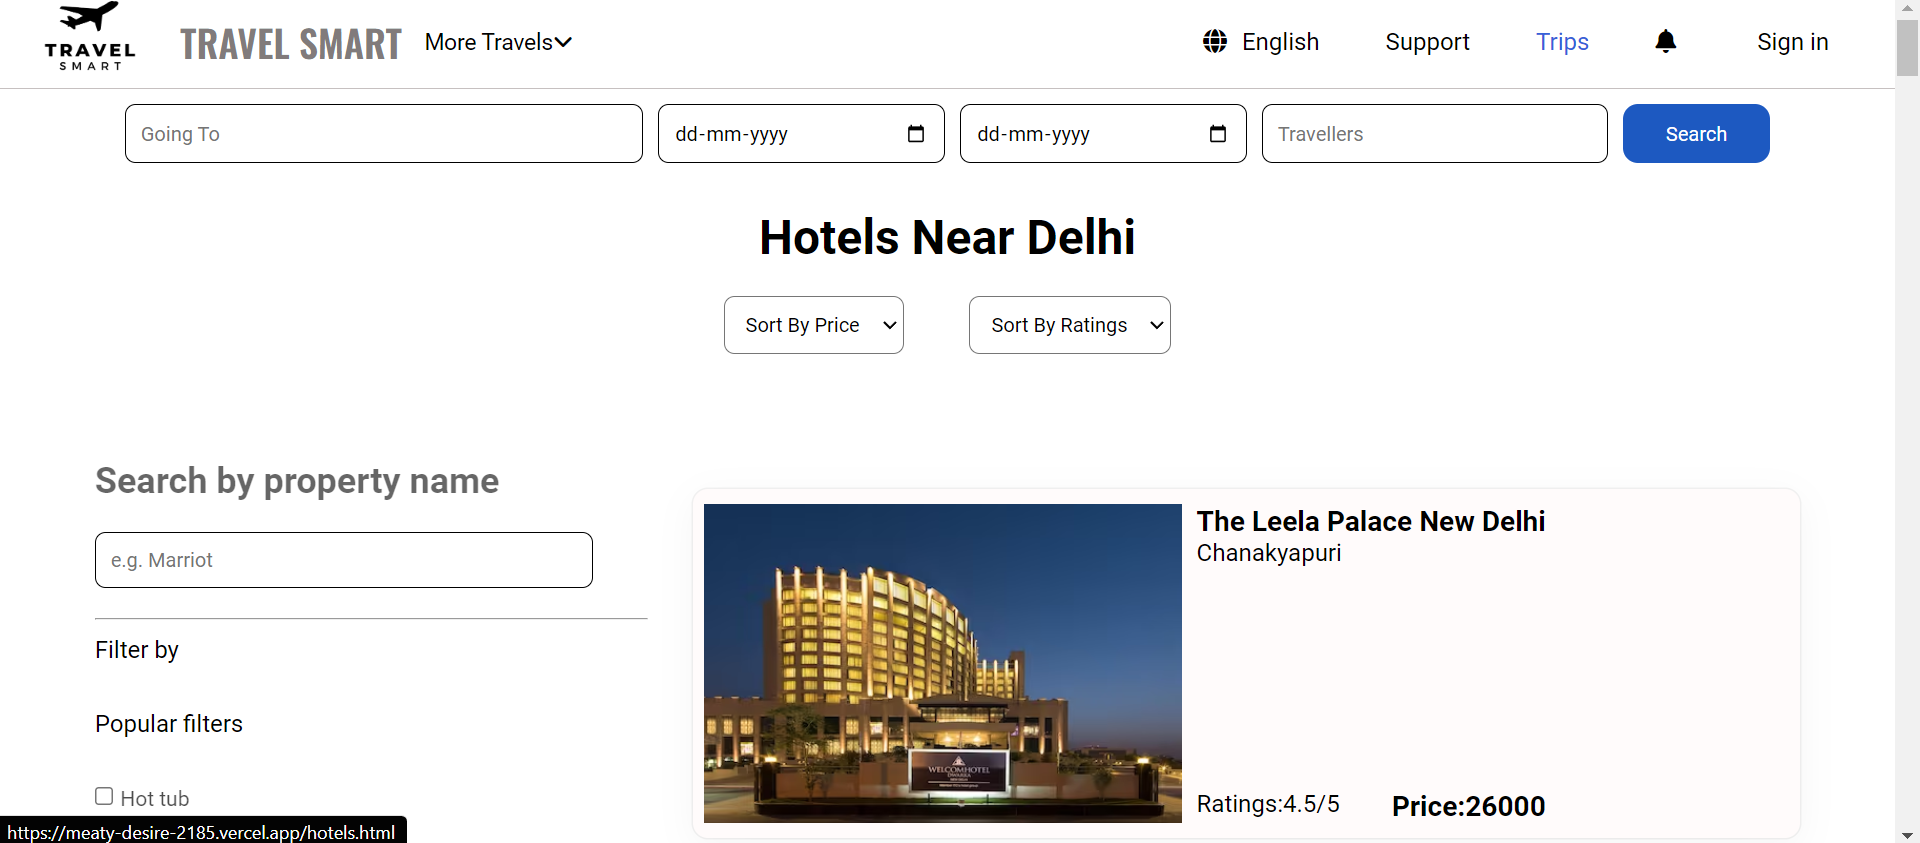 TRAVEL
SMART
TRAVEL SMART
More Travels
English
Support
Trips
Sign in
Going To
dd-mm-yyyy
dd-mm-yyyy
Travellers
Search
Hotels Near Delhi
Sort By Price
Sort By Ratings
Search by property name
e.g. Marriot
Filter by
Popular filters
Hot tub
The Leela Palace New Delhi
Chanakyapuri
WELCOMHOTEL
DWARKA
Ratings:4.5/5
Price:26000
https://meaty-desire-2185.vercel.app/hotels.html